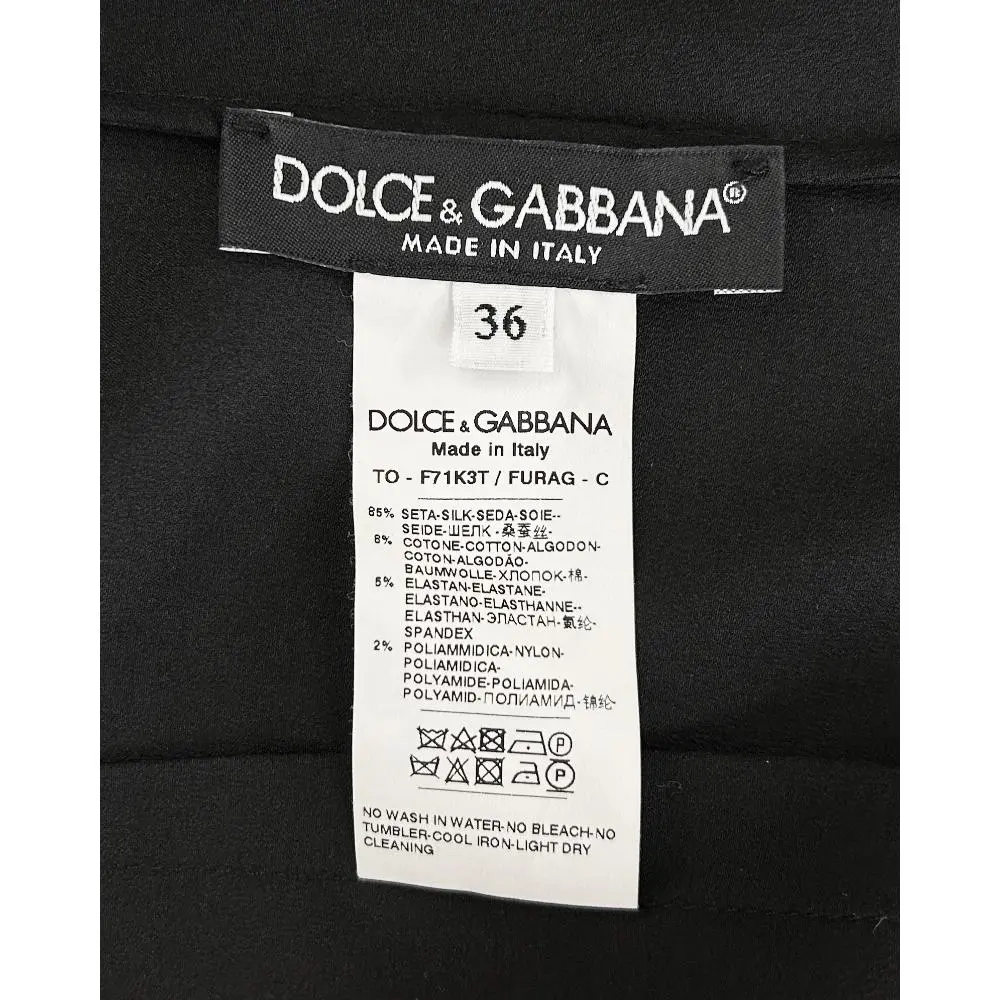 DOLCE & GABBANA®
MADE IN ITALY
36
DOLCE & GABBANA
Made in Italy
TO - F71K3T / FURAG - C
85% SETA-SILK-SEDA-SOIE--
SEIDE-ШЕЛК-桑蚕丝-
8% COTONE-COTTON-ALGODON-
COTON-ALGODÃO-
BAUMWOLLE-ХЛОПОК-棉-
5% ELASTAN-ELASTANE-
ELASTANO-ELASTHANNE--
ELASTHAN-ЭЛАСТАН-氨纶-
SPANDEX
2% POLIAMMIDICA-NYLON-
POLIAMIDICA-
POLYAMIDE-POLIAMIDA-
POLYAMID-ПОЛИАМИД-锦纶-
P
P
NO WASH IN WATER-NO BLEACH-NO
TUMBLER-COOL IRON-LIGHT DRY
CLEANING